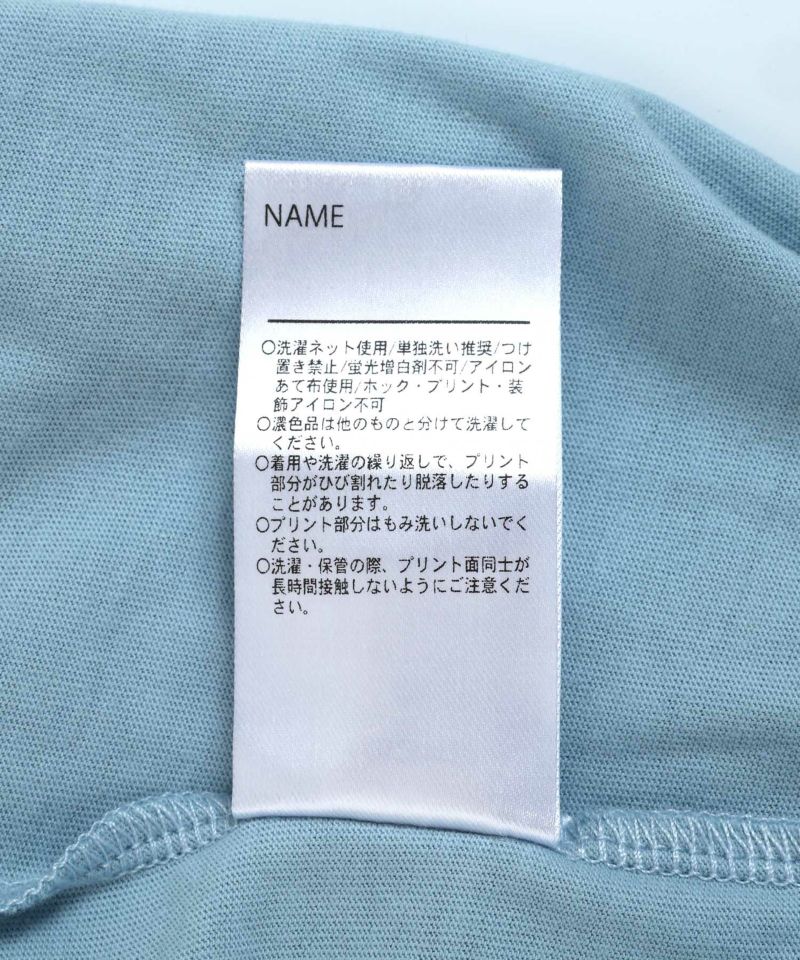 NAME
〇洗濯ネット使用/単独洗い推奨/つけ
置き禁止/蛍光増白剤不可/アイロン
あて布使用/ホック・プリント・装
飾アイロン不可
〇濃色品は他のものと分けて洗濯して
ください。
〇着用や洗濯の繰り返しで、プリント
部分がひび割れたり脱落したりする
ことがあります。
〇プリント部分はもみ洗いしないでく
ださい。
〇洗濯・保管の際、プリント面同士が
長時間接触しないようにご注意くだ
さい。